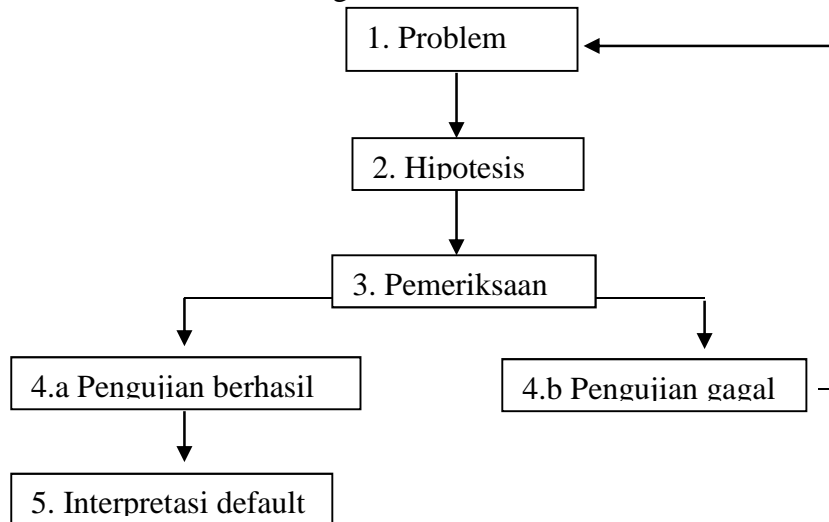 1. Problem
2. Hipotesis
3. Pemeriksaan
4.a Pengujian berhasil
4.b Pengujian gagal
5. Interpretasi default